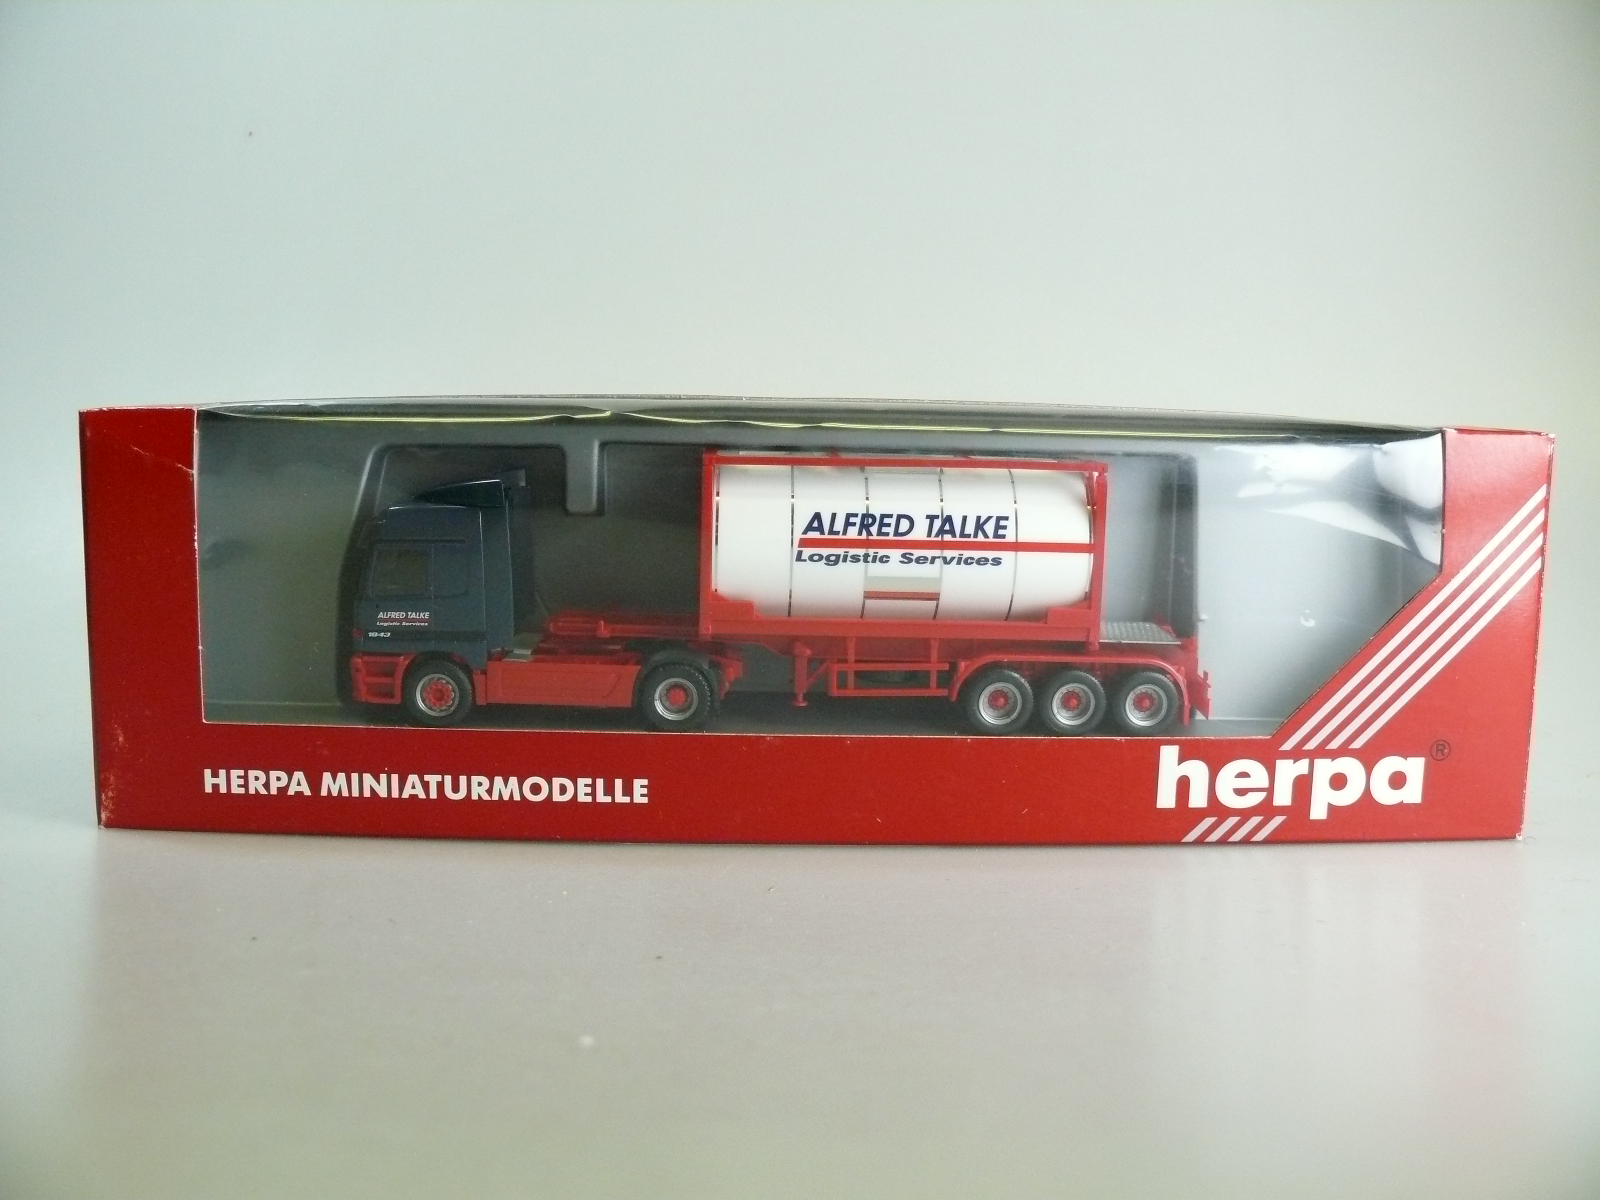 ALFRED TALKE
Logistic Services
ALFRED TALKE
Logistic Services
1843
HERPA MINIATURMODELLE
herpa®